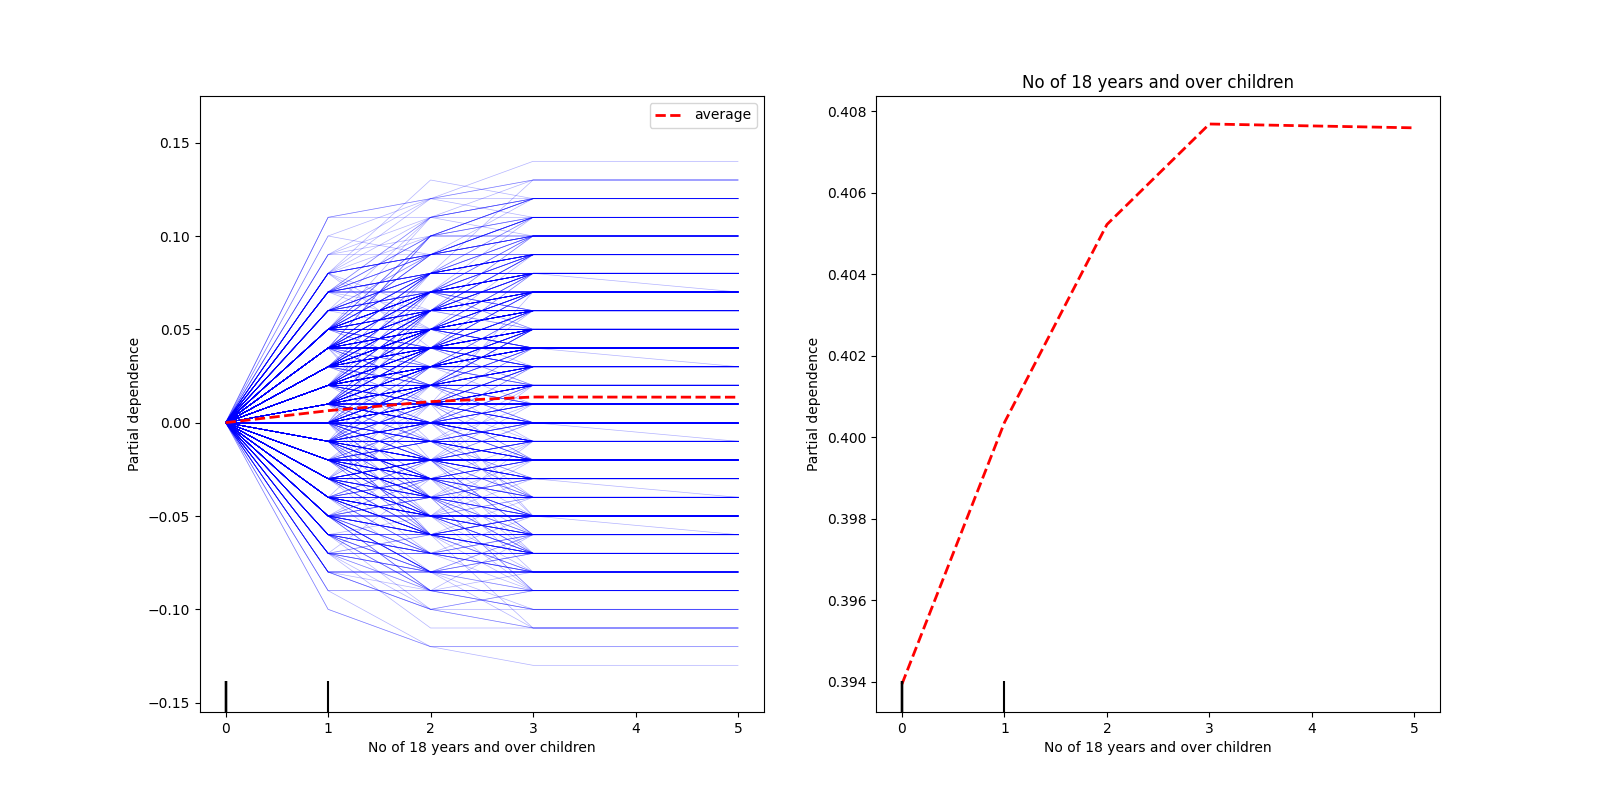 average
0.15
0.10
0.05
0.00
−0.05
−0.10
−0.15
Partial dependence
0 1 2 3 4 5
No of 18 years and over children
No of 18 years and over children
0.408
0.406
0.404
0.402
0.400
0.398
0.396
0.394
Partial dependence
0 1 2 3 4 5
No of 18 years and over children